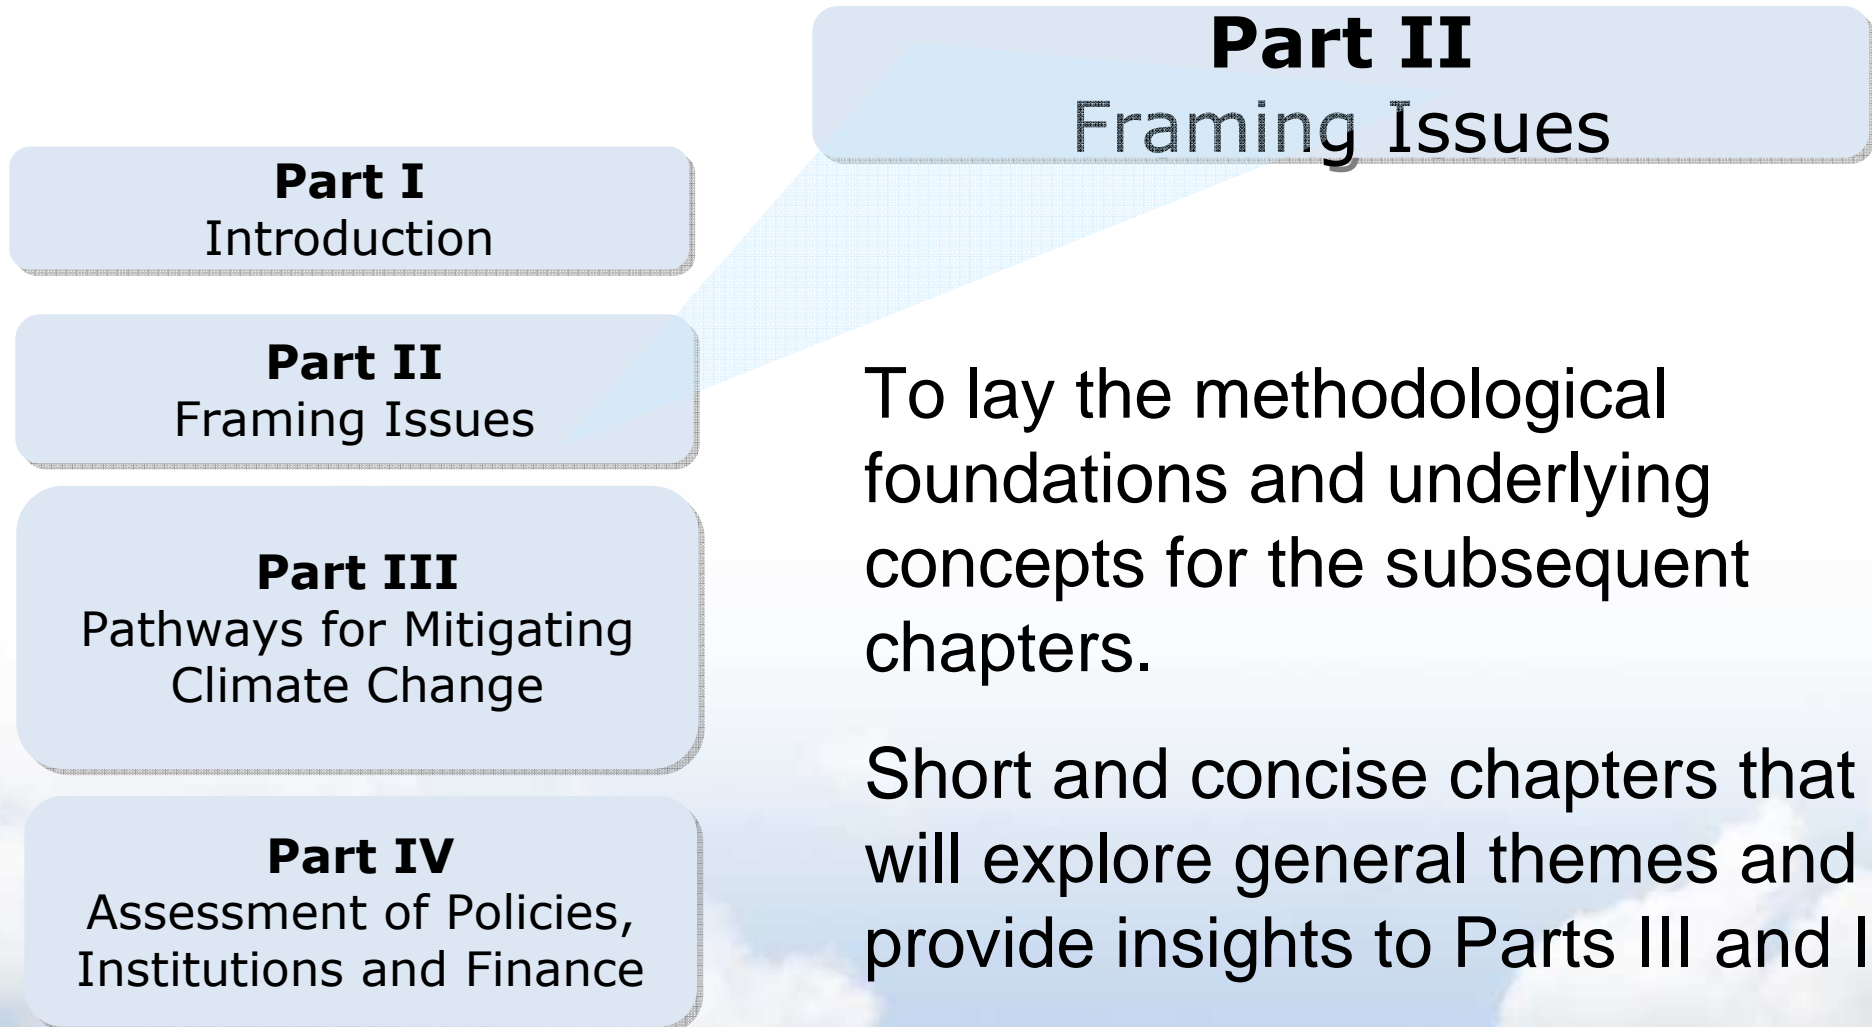 Part II
Framing Issues
Part I
Introduction
Part II
Framing Issues
Part III
Pathways for Mitigating
Climate Change
Part IV
Assessment of Policies,
Institutions and Finance
To lay the methodological
foundations and underlying
concepts for the subsequent
chapters.
Short and concise chapters that
will explore general themes and
provide insights to Parts III and